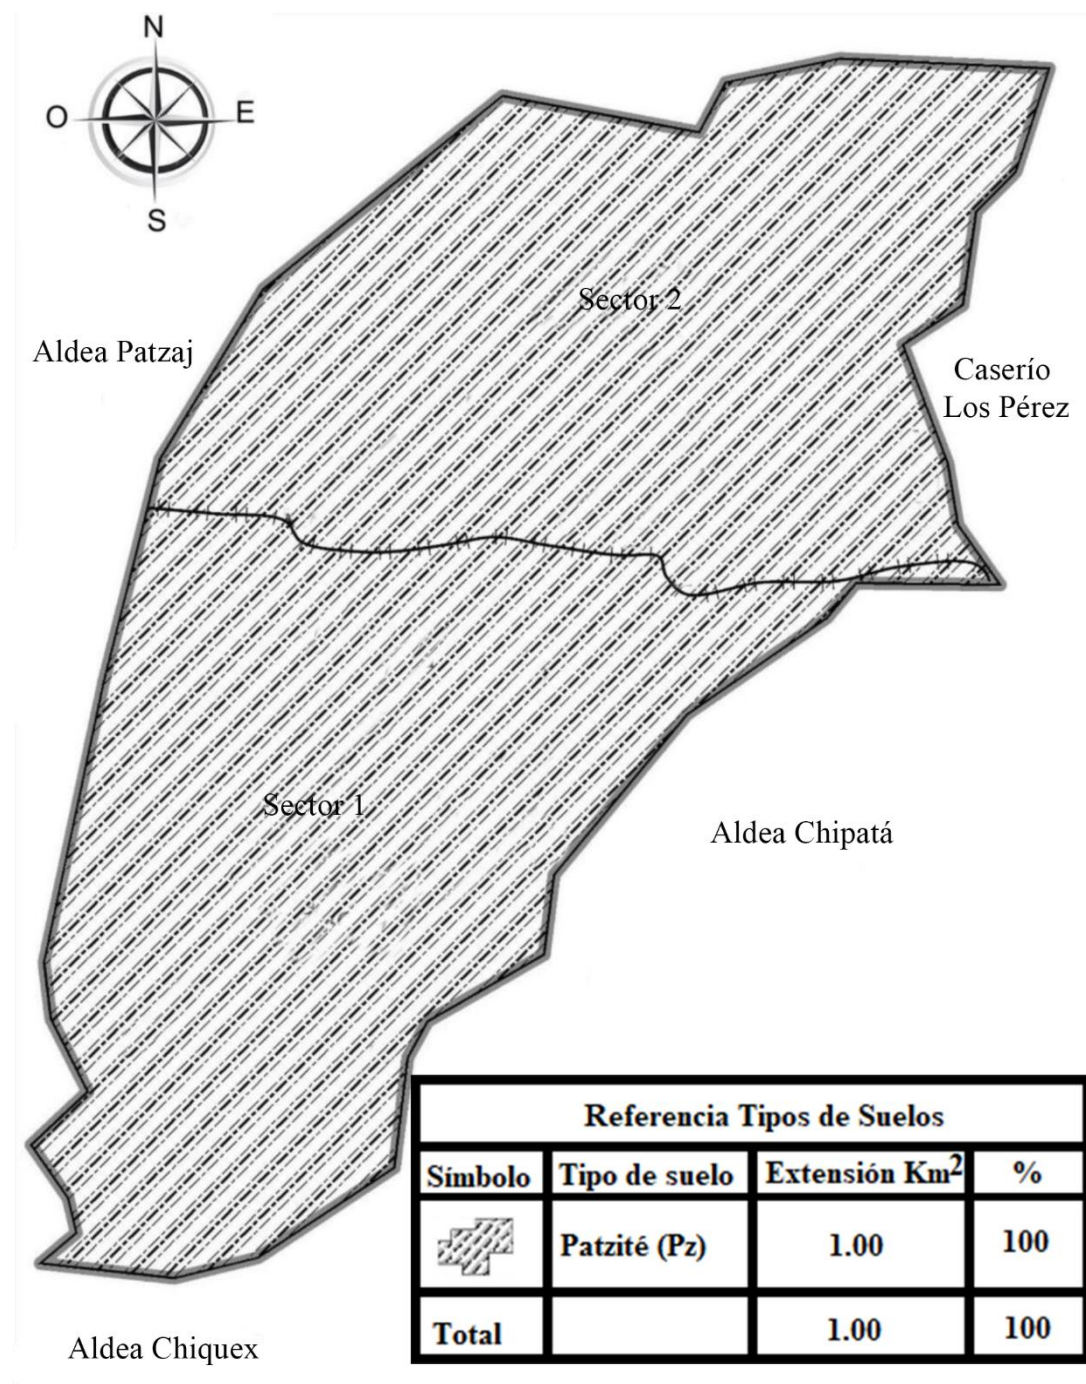 N
O
E
S
Sector 2
Aldea Patzaj
Caserío
Los Pérez
Sector 1
Aldea Chipatá
Referencia Tipos de Suelos
Símbolo Tipo de suelo Extensión Km² %
Patzité (Pz) 1.00 100
Total 1.00 100
Aldea Chiquex